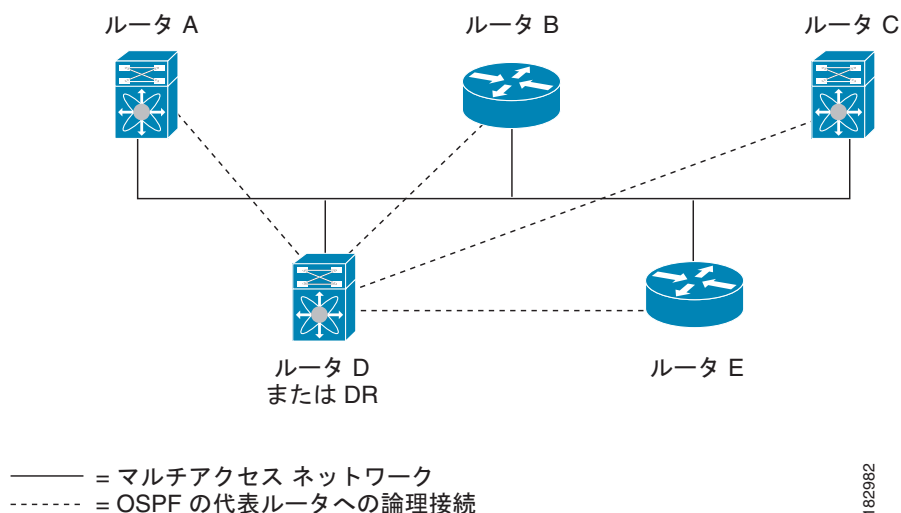 ルータ A
ルータ B
ルータ C
ルータ D
または DR
ルータ E
= マルチアクセス ネットワーク
= OSPF の代表ルータへの論理接続
182982